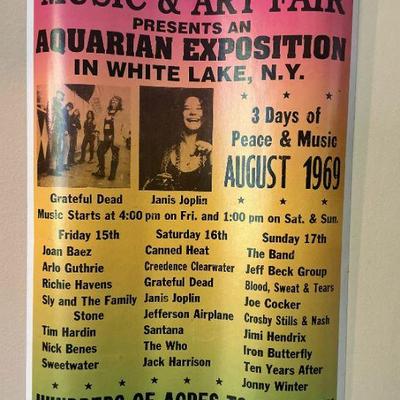 MUSIC & ART FAIR
PRESENTS AN
AQUARIAN EXPOSITION
IN WHITE LAKE, N.Y.
3 Days of
Peace & Music
AUGUST 1969
Grateful Dead
Janis Joplin
Music Starts at 4:00 pm on Fri. and 1:00 pm on Sat. & Sun.
Friday 15th
Joan Baez
Arlo Guthrie
Richie Havens
Sly and The Family
Stone
Tim Hardin
Nick Benes
Sweetwater
Saturday 16th
Canned Heat
Creedence Clearwater
Grateful Dead
Janis Joplin
Jefferson Airplane
Santana
The Who
Jack Harrison
Sunday 17th
The Band
Jeff Beck Group
Blood, Sweat & Tears
Joe Cocker
Crosby Stills & Nash
Jimi Hendrix
Iron Butterfly
Ten Years After
Jonny Winter
HUNDREDS OF ACRES TO